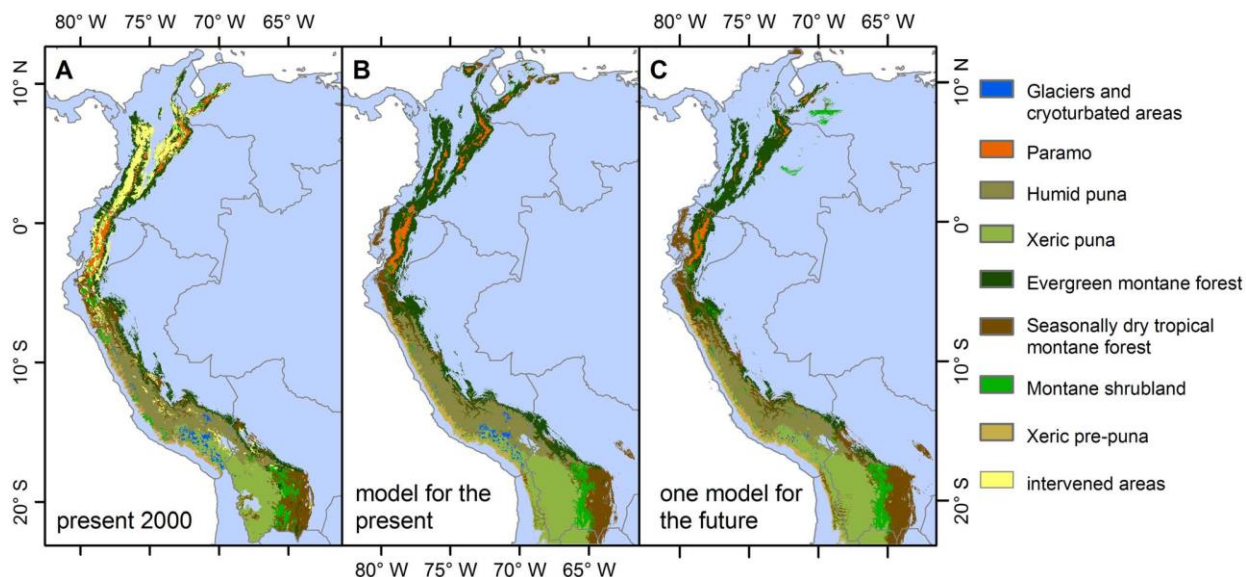 80° W 75° W 70° W 65° W
80° W 75° W 70° W 65° W
A
B
C
10° N
0°
10° S
20° S
10° N
0°
10° S
20° S
present 2000
model for the
present
one model for
the future
80° W 75° W 70° W 65° W
Glaciers and
cryoturbated areas
Paramo
Humid puna
Xeric puna
Evergreen montane forest
Seasonally dry tropical
montane forest
Montane shrubland
Xeric pre-puna
intervened areas